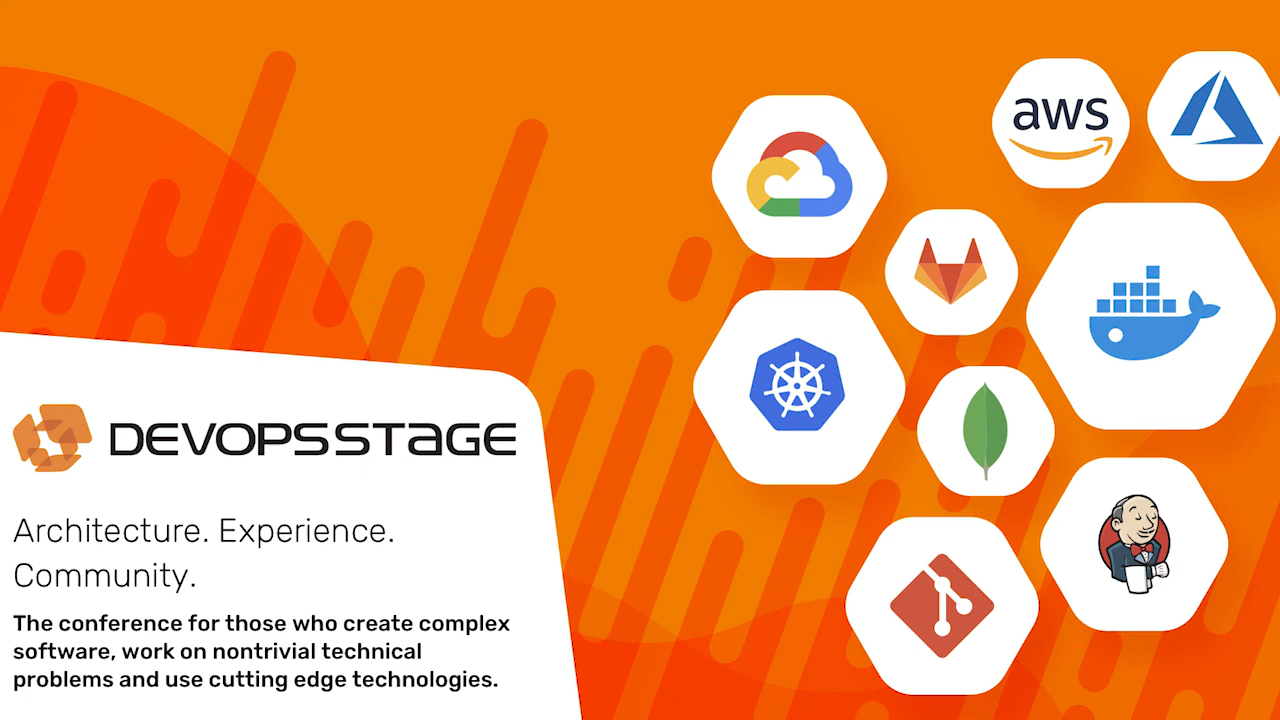 aws
DEVOPSSTAGE
Architecture. Experience.
Community.
The conference for those who create complex
software, work on nontrivial technical
problems and use cutting edge technologies.